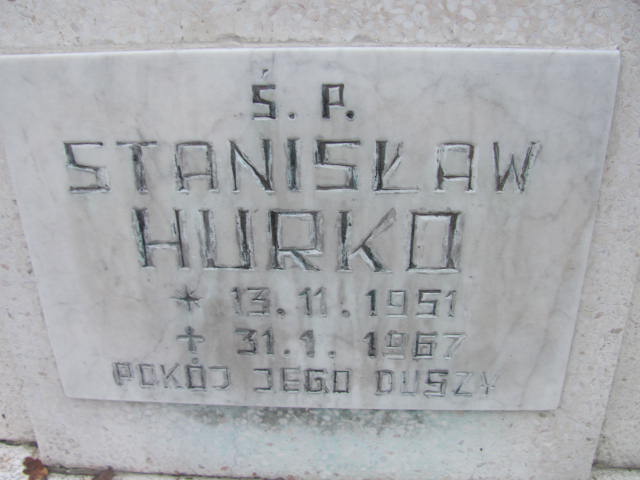 Ś. P.
STANISŁAW
HURKO
* 13.11.1951
+ 31.1.1967
POKÓJ JEGO DUSZY